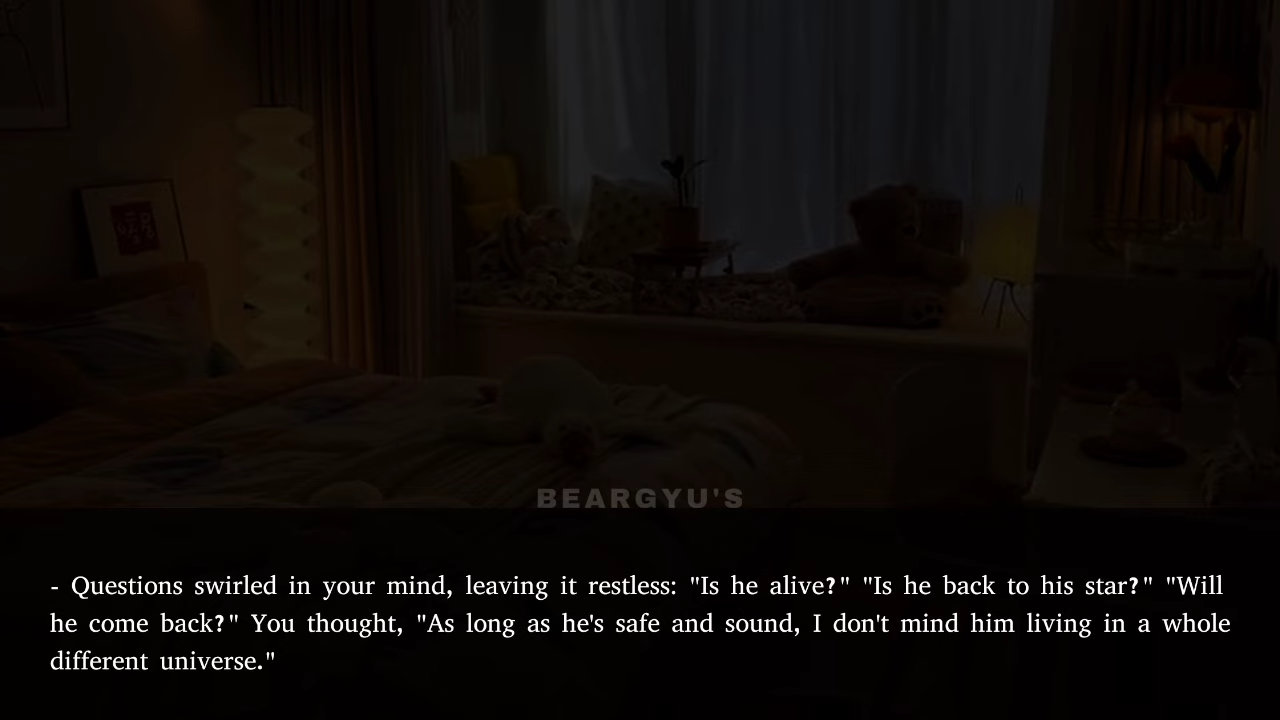 BEARGYU'S
- Questions swirled in your mind, leaving it restless: "Is he alive?" "Is he back to his star?" "Will
he come back?" You thought, "As long as he's safe and sound, I don't mind him living in a whole
different universe."